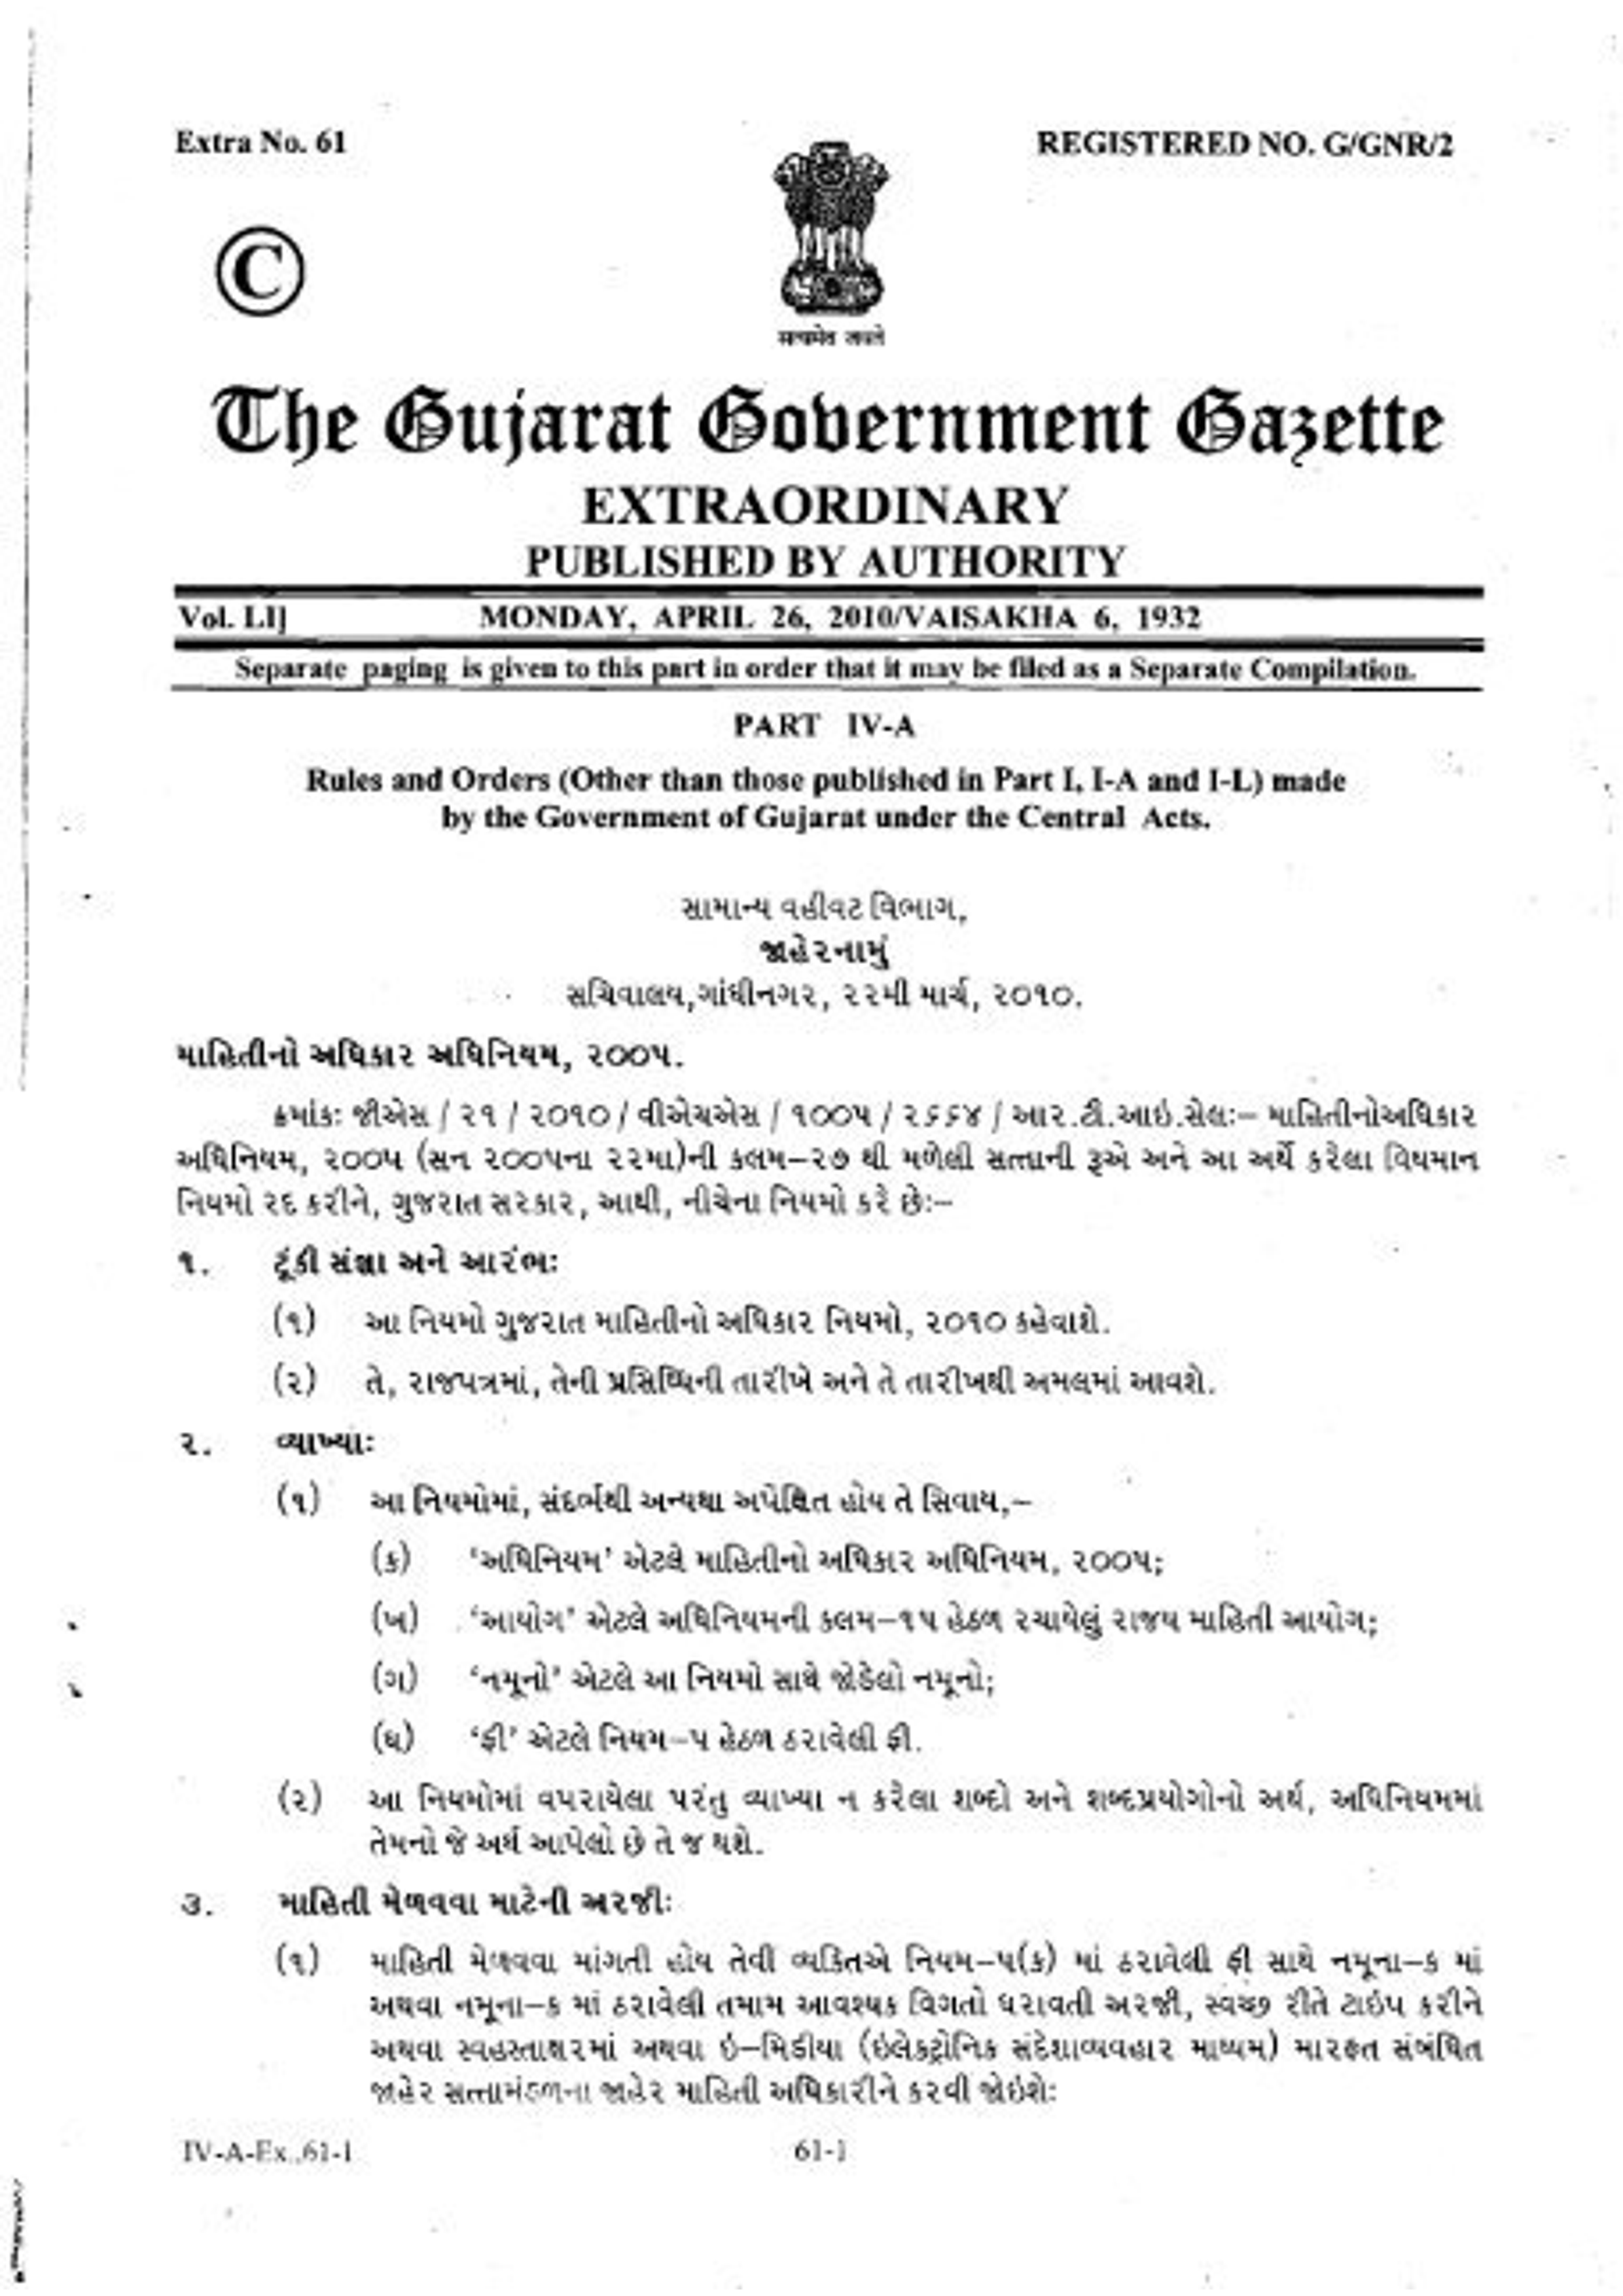 Extra No. 61
REGISTERED NO. G/GNR/2
©
सत्यमेव जयते
The Gujarat Government Gazette
EXTRAORDINARY
PUBLISHED BY AUTHORITY
Vol. LI] MONDAY, APRIL 26, 2010/VAISAKHA 6, 1932
Separate paging is given to this part in order that it may be filed as a Separate Compilation.
PART IV-A
Rules and Orders (Other than those published in Part I, I-A and I-L) made
by the Government of Gujarat under the Central Acts.
સામાન્ય વહીવટ વિભાગ,
જાહેરનામું
સચિવાલય,ગાંધીનગર, ૨૨મી માર્ચ, ૨૦૧૦.
માહિતીનો અધિકાર અધિનિયમ, ૨૦૦૫.
ક્રમાંકઃ જીએસ / ૨૧ / ૨૦૧૦ / વીએચએસ / ૧૦૦૫ / ૨૬૬૪ / આર.ટી.આઇ.સેલઃ– માહિતીનોઅધિકાર
અધિનિયમ, ૨૦૦૫ (સન ૨૦૦૫ના ૨૨મા)ની કલમ–૨૭ થી મળેલી સત્તાની રૂએ અને આ અર્થે કરેલા વિધમાન
નિયમો રદ કરીને, ગુજરાત સરકાર, આથી, નીચેના નિયમો કરે છેઃ–
૧. ટૂંકી સંજ્ઞા અને આરંભઃ
(૧) આ નિયમો ગુજરાત માહિતીનો અધિકાર નિયમો, ૨૦૧૦ કહેવાશે.
(૨) તે, રાજપત્રમાં, તેની પ્રસિધ્ધિની તારીખે અને તે તારીખથી અમલમાં આવશે.
૨. વ્યાખ્યાઃ
(૧) આ નિયમોમાં, સંદર્ભથી અન્યથા અપેક્ષિત હોય તે સિવાય,–
(ક) ‘અધિનિયમ’ એટલે માહિતીનો અધિકાર અધિનિયમ, ૨૦૦૫;
(ખ) ‘આયોગ’ એટલે અધિનિયમની કલમ–૧૫ હેઠળ રચાયેલું રાજય માહિતી આયોગ;
(ગ) ‘નમૂનો’ એટલે આ નિયમો સાથે જોડેલો નમૂનો;
(ઘ) ‘ફી’ એટલે નિયમ–૫ હેઠળ ઠરાવેલી ફી.
(૨) આ નિયમોમાં વપરાયેલા પરંતુ વ્યાખ્યા ન કરેલા શબ્દો અને શબ્દપ્રયોગોનો અર્થ, અધિનિયમમાં
તેમનો જે અર્થ આપેલો છે તે જ થશે.
૩. માહિતી મેળવવા માટેની અરજીઃ
(૧) માહિતી મેળવવા માંગતી હોય તેવી વ્યકિતએ નિયમ–૫(ક) માં ઠરાવેલી ફી સાથે નમૂના–ક માં
અથવા નમૂના–ક માં ઠરાવેલી તમામ આવશ્યક વિગતો ધરાવતી અરજી, સ્વચ્છ રીતે ટાઇપ કરીને
અથવા સ્વહસ્તાક્ષરમાં અથવા ઇ–મિડીયા (ઇલેકટ્રોનિક સંદેશાવ્યવહાર માધ્યમ) મારફત સંબંધિત
જાહેર સત્તામંડળના જાહેર માહિતી અધિકારીને કરવી જોઇશેઃ
IV-A-Ex.,61-1
61-1